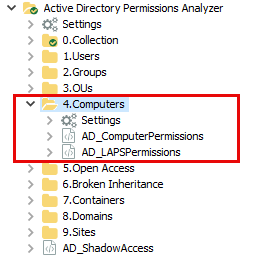 Active Directory Permissions Analyzer
Settings
0.Collection
1.Users
2.Groups
3.OUs
4.Computers
Settings
AD_ComputerPermissions
AD_LAPSPermissions
5.Open Access
6.Broken Inheritance
7.Containers
8.Domains
9.Sites
AD_ShadowAccess